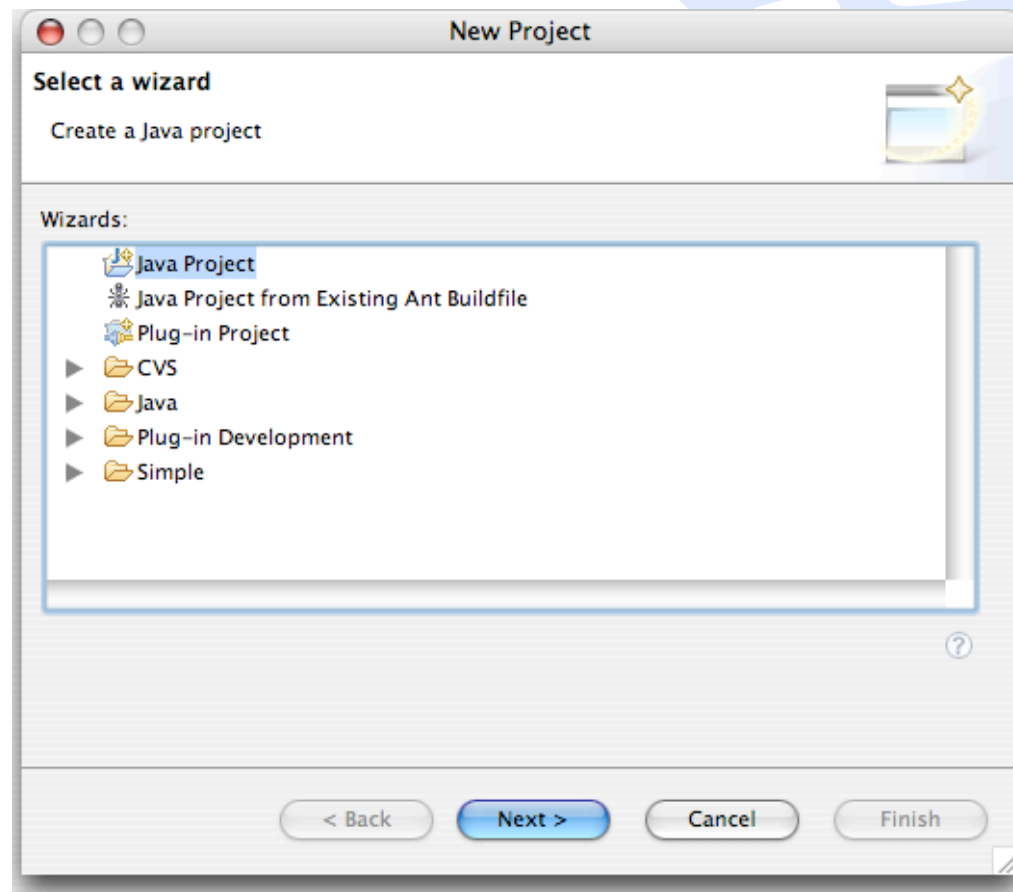 New Project
Select a wizard
Create a Java project
Wizards:
Java Project
Java Project from Existing Ant Buildfile
Plug-in Project
CVS
Java
Plug-in Development
Simple
?
< Back Next > Cancel Finish